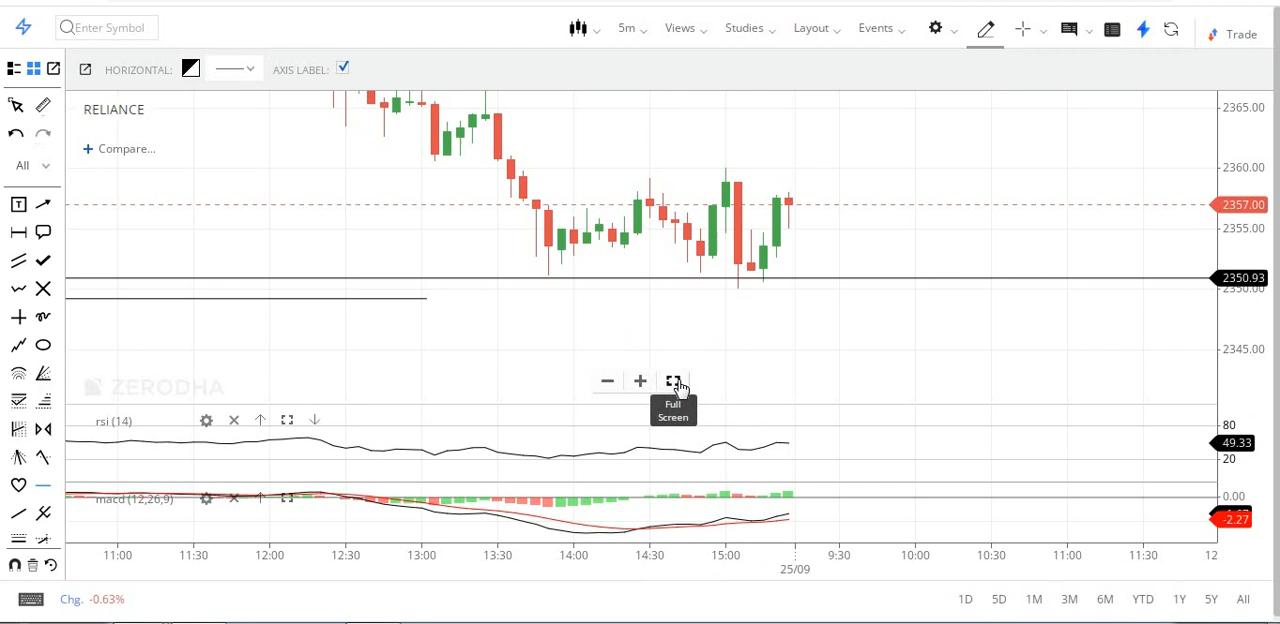 Enter Symbol
5m
Views
Studies
Layout
Events
Trade
HORIZONTAL:
AXIS LABEL:
RELIANCE
Compare...
All
T
2365.00
2360.00
2357.00
2355.00
2350.93
2350.00
2345.00
ZERODHA
Full
Screen
rsi (14)
80
49.33
20
macd (12,26,9)
0.00
-2.27
11:00 11:30 12:00 12:30 13:00 13:30 14:00 14:30 15:00 9:30 10:00 10:30 11:00 11:30 12
25/09
Chg. -0.63%
1D 5D 1M 3M 6M YTD 1Y 5Y All